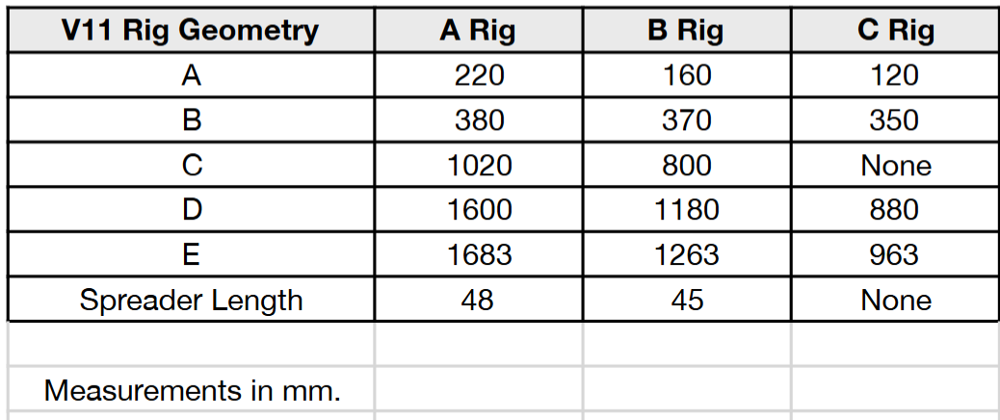 V11 Rig Geometry A Rig B Rig C Rig
A 220 160 120
B 380 370 350
C 1020 800 None
D 1600 1180 880
E 1683 1263 963
Spreader Length 48 45 None
Measurements in mm.